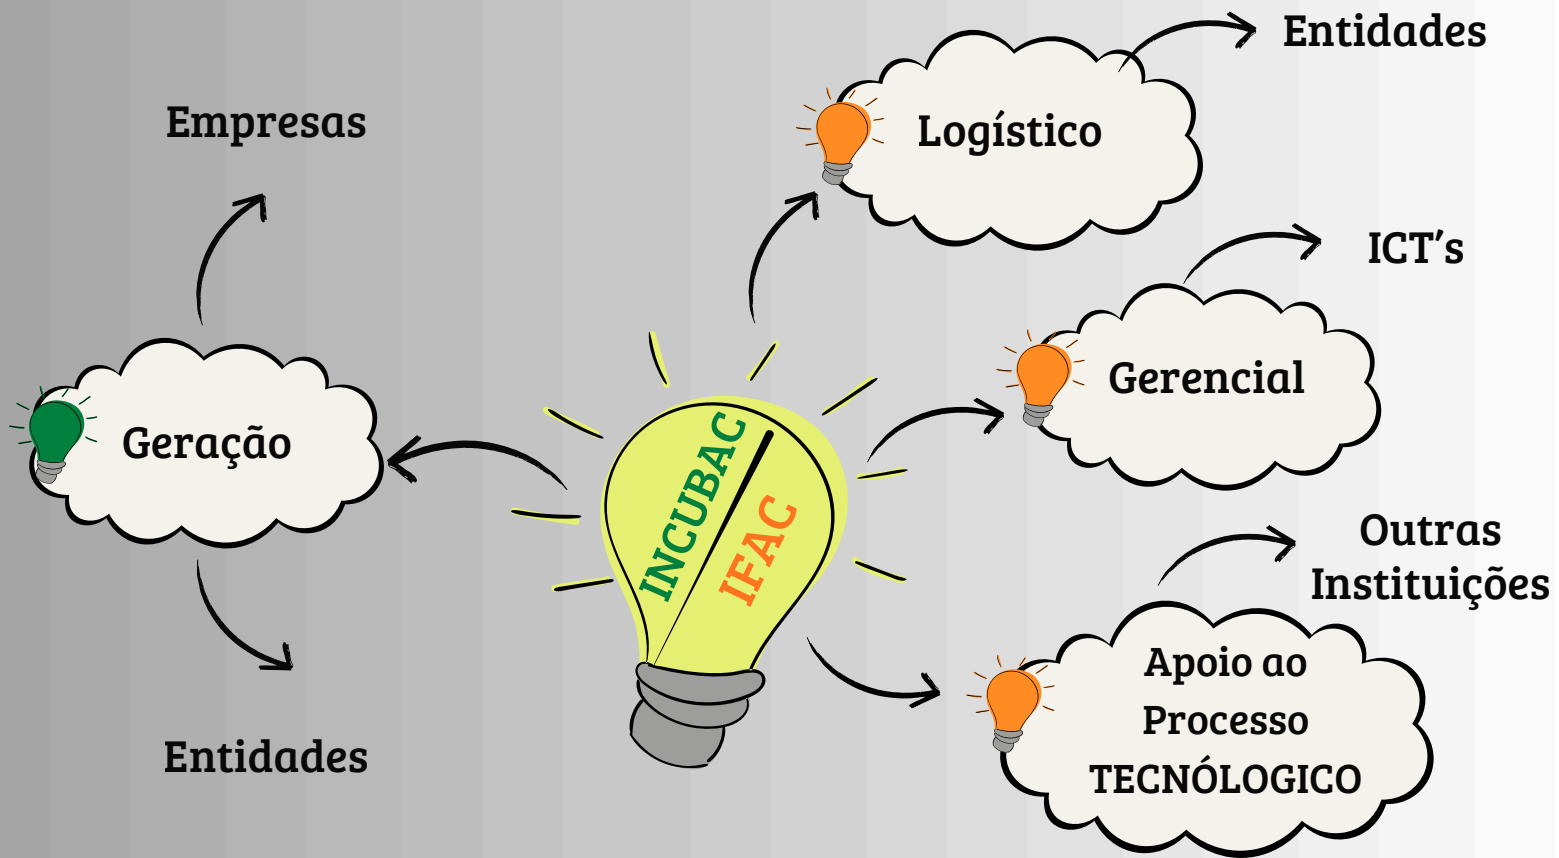 Empresas
Geração
Entidades
INCUBAC
IFAC
Logístico
Entidades
Gerencial
ICT's
Apoio ao
Processo
TECNÓLOGICO
Outras
Instituições